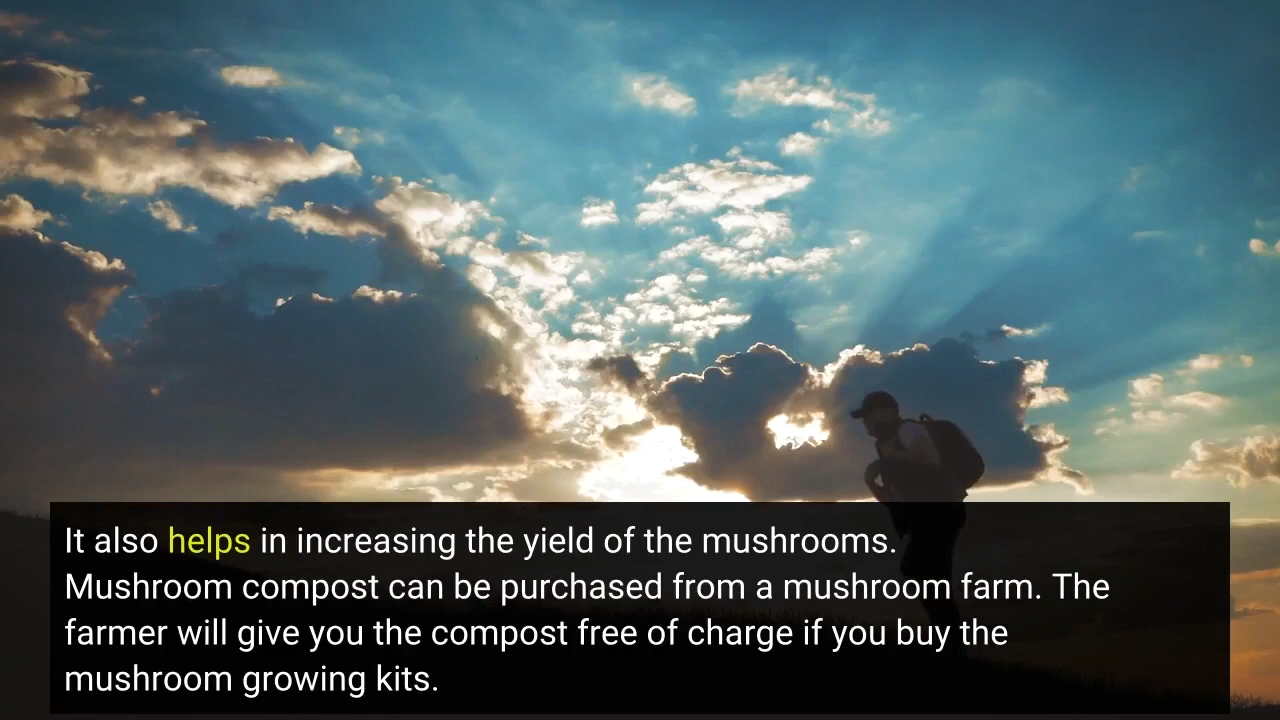 It also helps in increasing the yield of the mushrooms.
Mushroom compost can be purchased from a mushroom farm. The
farmer will give you the compost free of charge if you buy the
mushroom growing kits.